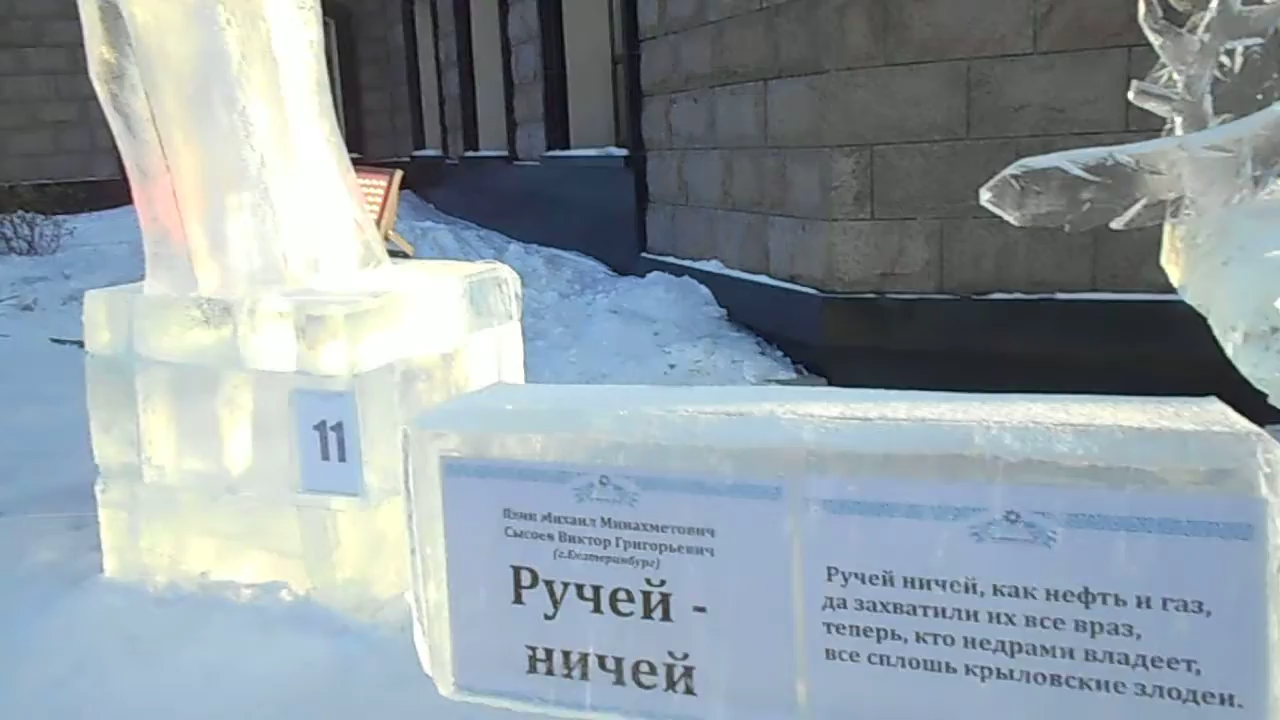 11
Михаил Минахметович
Сысоев Виктор Григорьевич
(г.Екатеринбург)
Ручей -
ничей
Ручей ничей, как нефть и газ,
да захватили их все враз,
теперь, кто недрами владеет,
все сплошь крыловские злодеи.